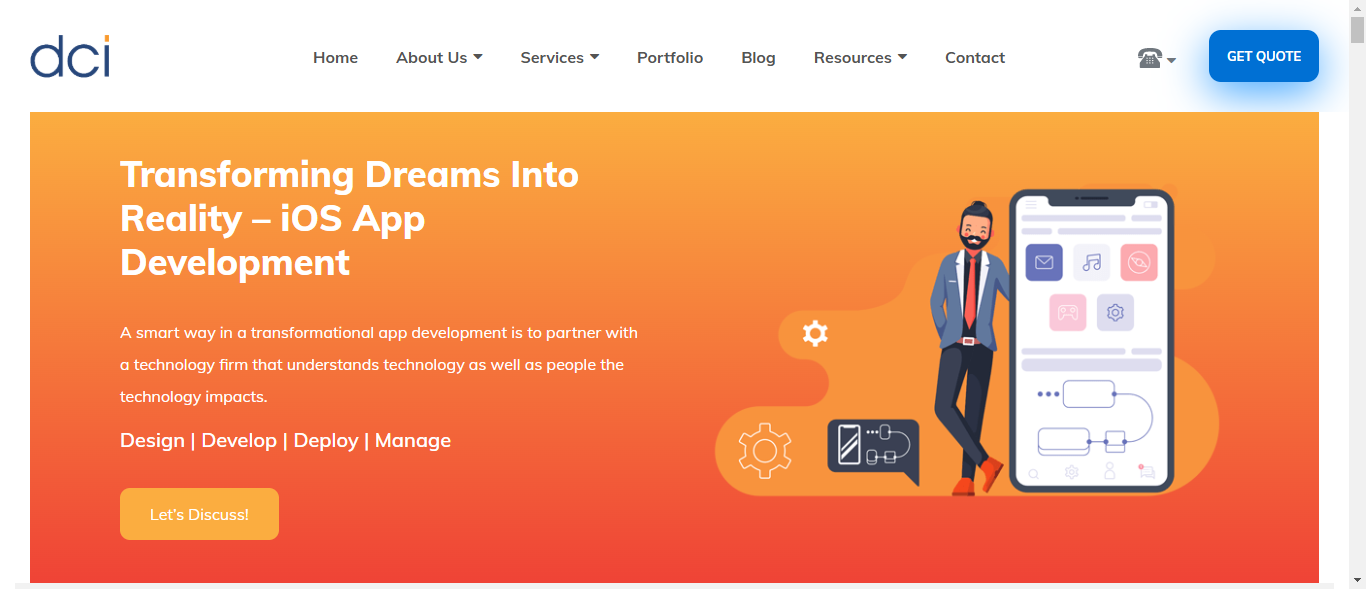 dci
Home About Us Services Portfolio Blog Resources Contact GET QUOTE
Transforming Dreams Into
Reality – iOS App
Development
A smart way in a transformational app development is to partner with
a technology firm that understands technology as well as people the
technology impacts.
Design | Develop | Deploy | Manage
Let's Discuss!